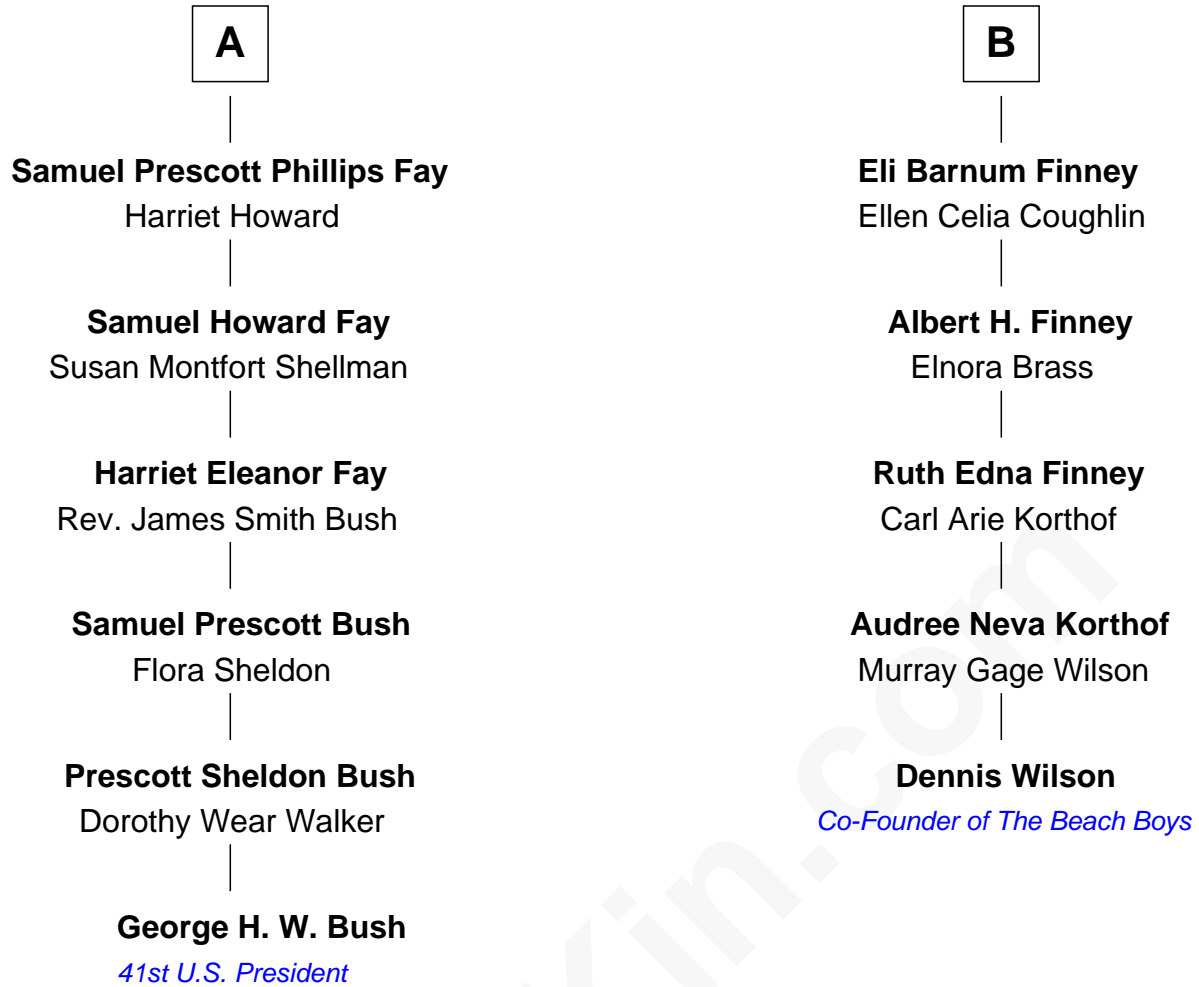 A
Samuel Prescott Phillips Fay
Harriet Howard
Samuel Howard Fay
Susan Montfort Shellman
Harriet Eleanor Fay
Rev. James Smith Bush
Samuel Prescott Bush
Flora Sheldon
Prescott Sheldon Bush
Dorothy Wear Walker
George H. W. Bush
41st U.S. President
B
Eli Barnum Finney
Ellen Celia Coughlin
Albert H. Finney
Elnora Brass
Ruth Edna Finney
Carl Arie Korthof
Audree Neva Korthof
Murray Gage Wilson
Dennis Wilson
Co-Founder of The Beach Boys